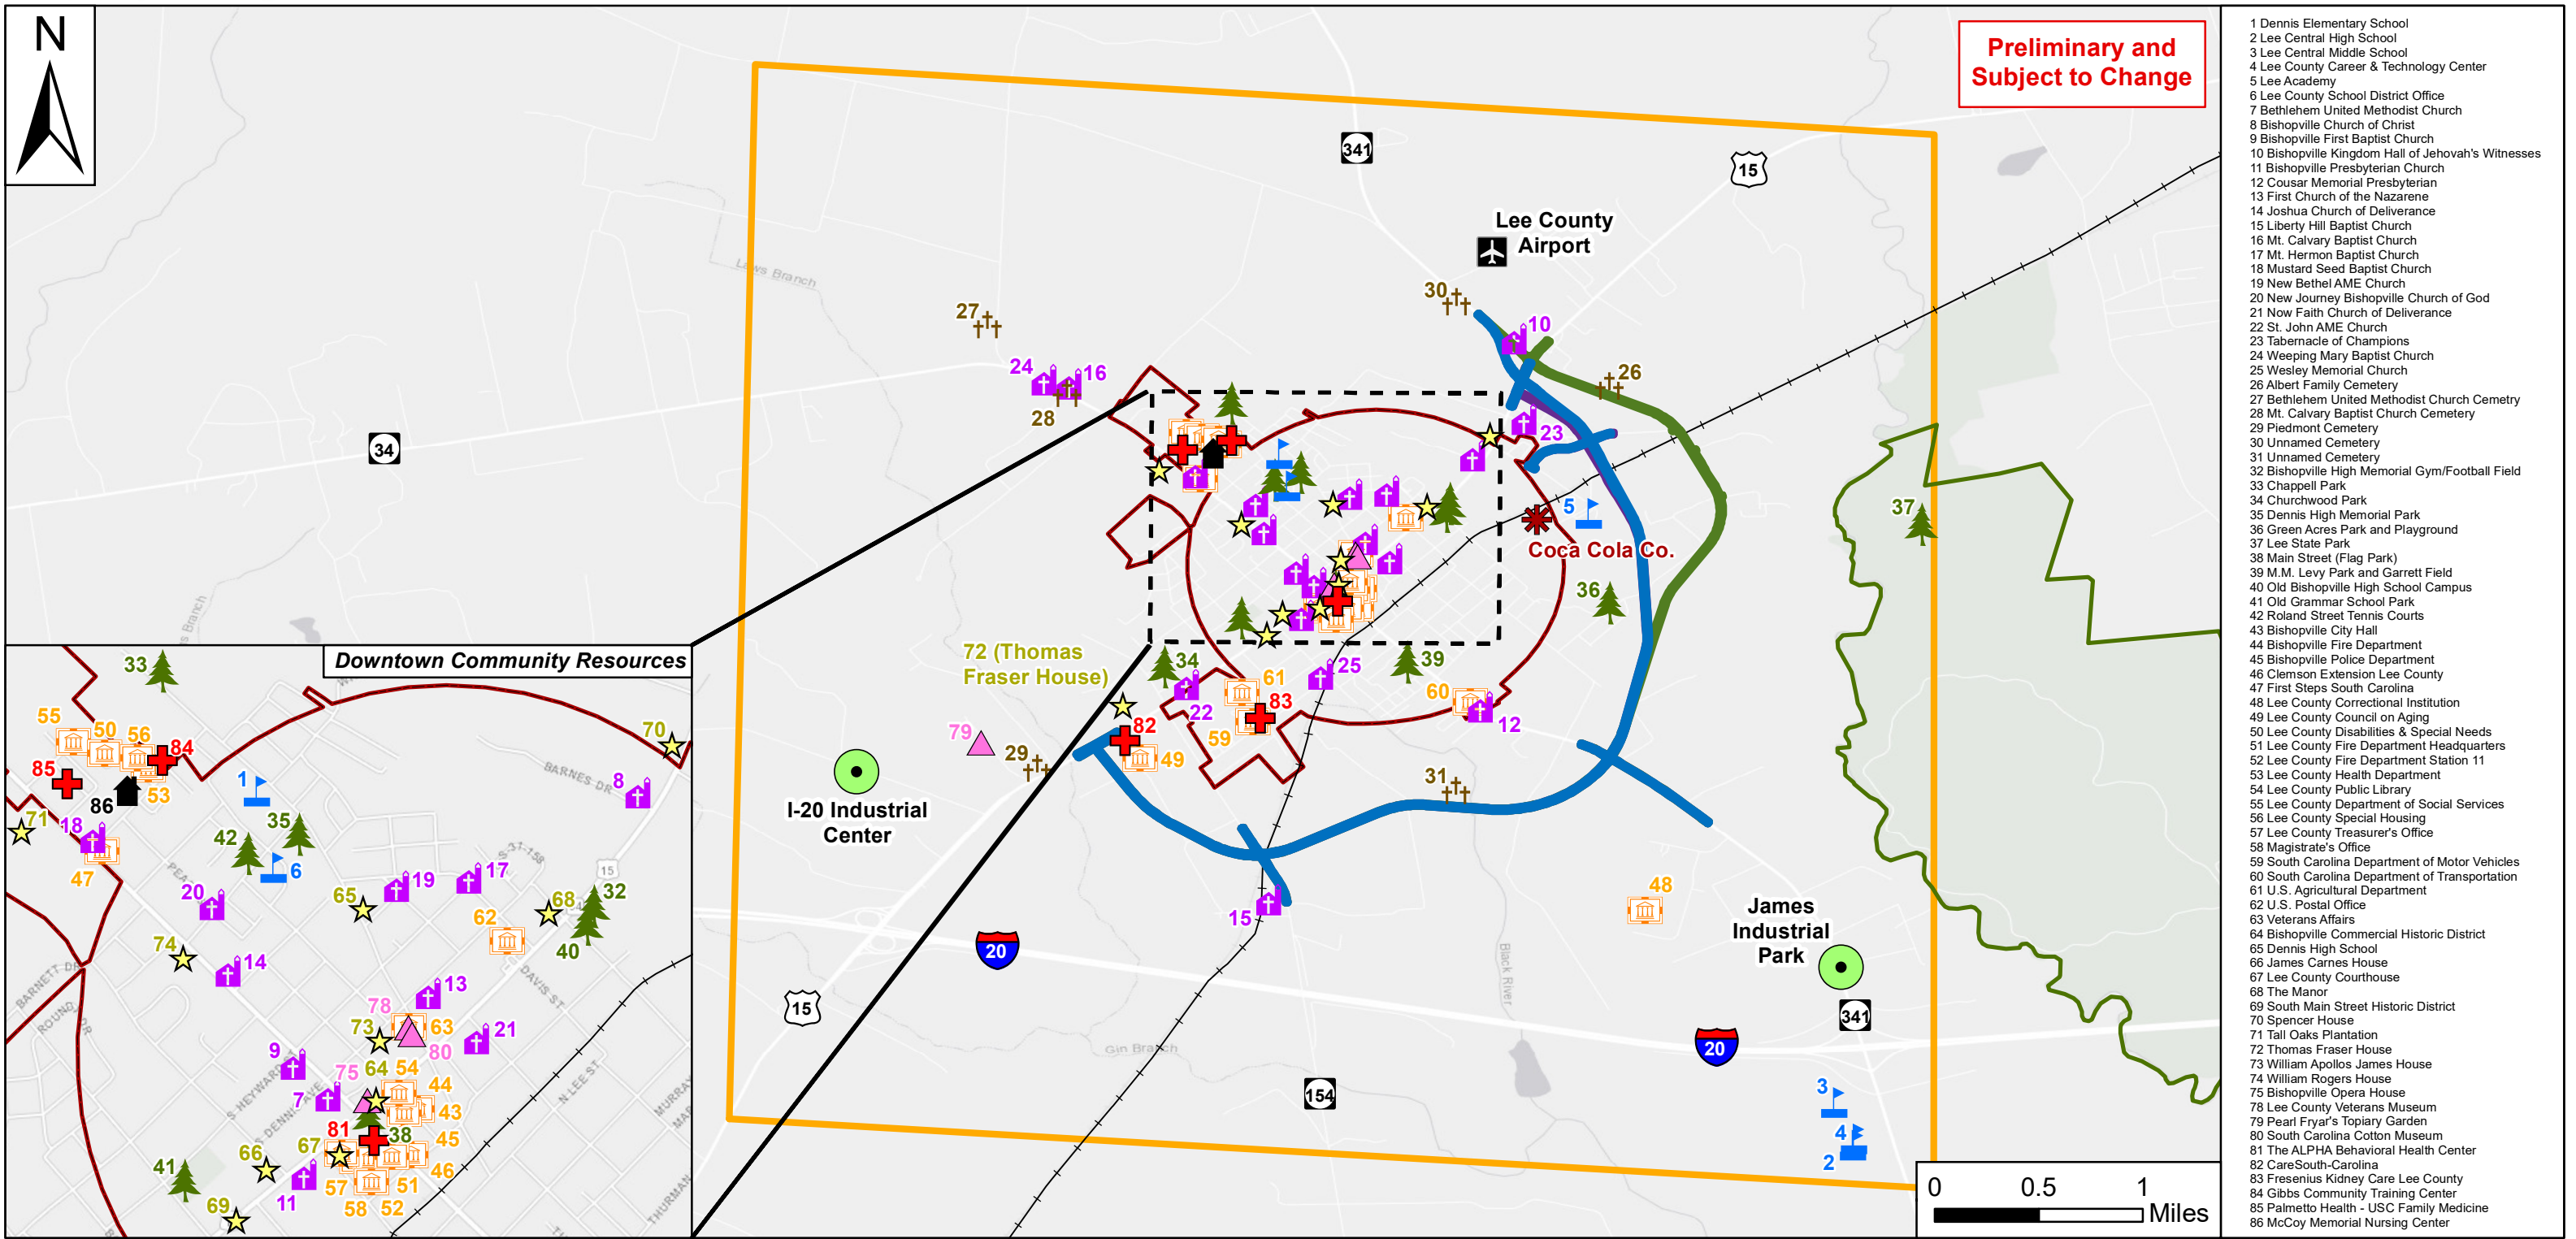 N
Preliminary and
Subject to Change
341
15
Lee County
Airport
Laws Branch
30
27
10
24
16
28
26
23
34
5
Coca Cola Co.
37
36
72 (Thomas
Fraser House)
34
22
61
83
59
25
39
60
12
79
29
82
49
31
I-20 Industrial
Center
15
48
James
Industrial
Park
20
15
Black River
341
Gin Branch
20
154
3
4
2
0 0.5 1
Miles
Downtown Community Resources
33
55
50
56
84
85
86
53
70
BARNES DR
8
1
71
18
42
35
6
47
S-31-158
15
20
65
19
17
68
32
62
40
74
14
BARNETT DR
ROUND DR
DAVIS ST
13
78
73
63
80
21
9
75
64
54
44
43
7
S HEYWARD ST
DENNIS AVE
N LEE ST
81
38
45
67
66
46
41
11
57
51
58
52
69
THURMAN
1 Dennis Elementary School
2 Lee Central High School
3 Lee Central Middle School
4 Lee County Career & Technology Center
5 Lee Academy
6 Lee County School District Office
7 Bethlehem United Methodist Church
8 Bishopville Church of Christ
9 Bishopville First Baptist Church
10 Bishopville Kingdom Hall of Jehovah's Witnesses
11 Bishopville Presbyterian Church
12 Cousar Memorial Presbyterian
13 First Church of the Nazarene
14 Joshua Church of Deliverance
15 Liberty Hill Baptist Church
16 Mt. Calvary Baptist Church
17 Mt. Hermon Baptist Church
18 Mustard Seed Baptist Church
19 New Bethel AME Church
20 New Journey Bishopville Church of God
21 Now Faith Church of Deliverance
22 St. John AME Church
23 Tabernacle of Champions
24 Weeping Mary Baptist Church
25 Wesley Memorial Church
26 Albert Family Cemetery
27 Bethlehem United Methodist Church Cemetry
28 Mt. Calvary Baptist Church Cemetery
29 Piedmont Cemetery
30 Unnamed Cemetery
31 Unnamed Cemetery
32 Bishopville High Memorial Gym/Football Field
33 Chappell Park
34 Churchwood Park
35 Dennis High Memorial Park
36 Green Acres Park and Playground
37 Lee State Park
38 Main Street (Flag Park)
39 M.M. Levy Park and Garrett Field
40 Old Bishopville High School Campus
41 Old Grammar School Park
42 Roland Street Tennis Courts
43 Bishopville City Hall
44 Bishopville Fire Department
45 Bishopville Police Department
46 Clemson Extension Lee County
47 First Steps South Carolina
48 Lee County Correctional Institution
49 Lee County Council on Aging
50 Lee County Disabilities & Special Needs
51 Lee County Fire Department Headquarters
52 Lee County Fire Department Station 11
53 Lee County Health Department
54 Lee County Public Library
55 Lee County Department of Social Services
56 Lee County Special Housing
57 Lee County Treasurer's Office
58 Magistrate's Office
59 South Carolina Department of Motor Vehicles
60 South Carolina Department of Transportation
61 U.S. Agricultural Department
62 U.S. Postal Office
63 Veterans Affairs
64 Bishopville Commercial Historic District
65 Dennis High School
66 James Carnes House
67 Lee County Courthouse
68 The Manor
69 South Main Street Historic District
70 Spencer House
71 Tall Oaks Plantation
72 Thomas Fraser House
73 William Apollos James House
74 William Rogers House
75 Bishopville Opera House
78 Lee County Veterans Museum
79 Pearl Fryar's Topiary Garden
80 South Carolina Cotton Museum
81 The ALPHA Behavioral Health Center
82 CareSouth-Carolina
83 Fresenius Kidney Care Lee County
84 Gibbs Community Training Center
85 Palmetto Health - USC Family Medicine
86 McCoy Memorial Nursing Center